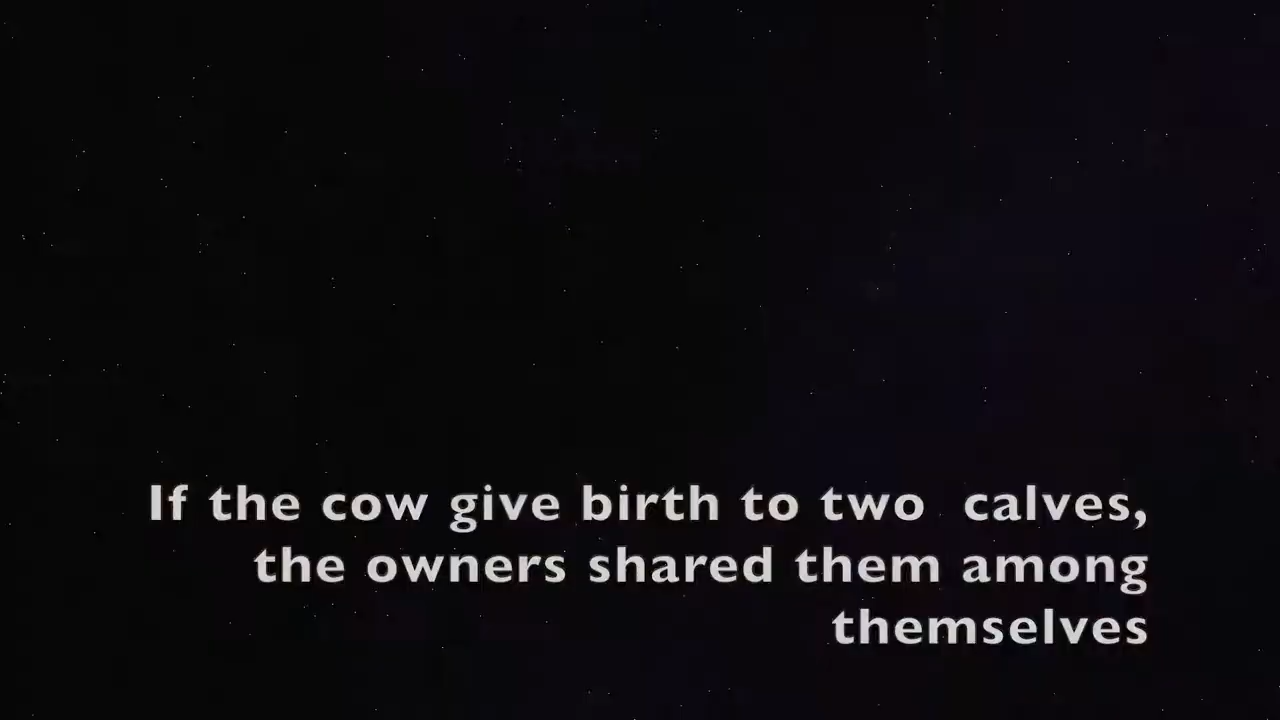 If the cow give birth to two  calves,
the owners shared them among
themselves